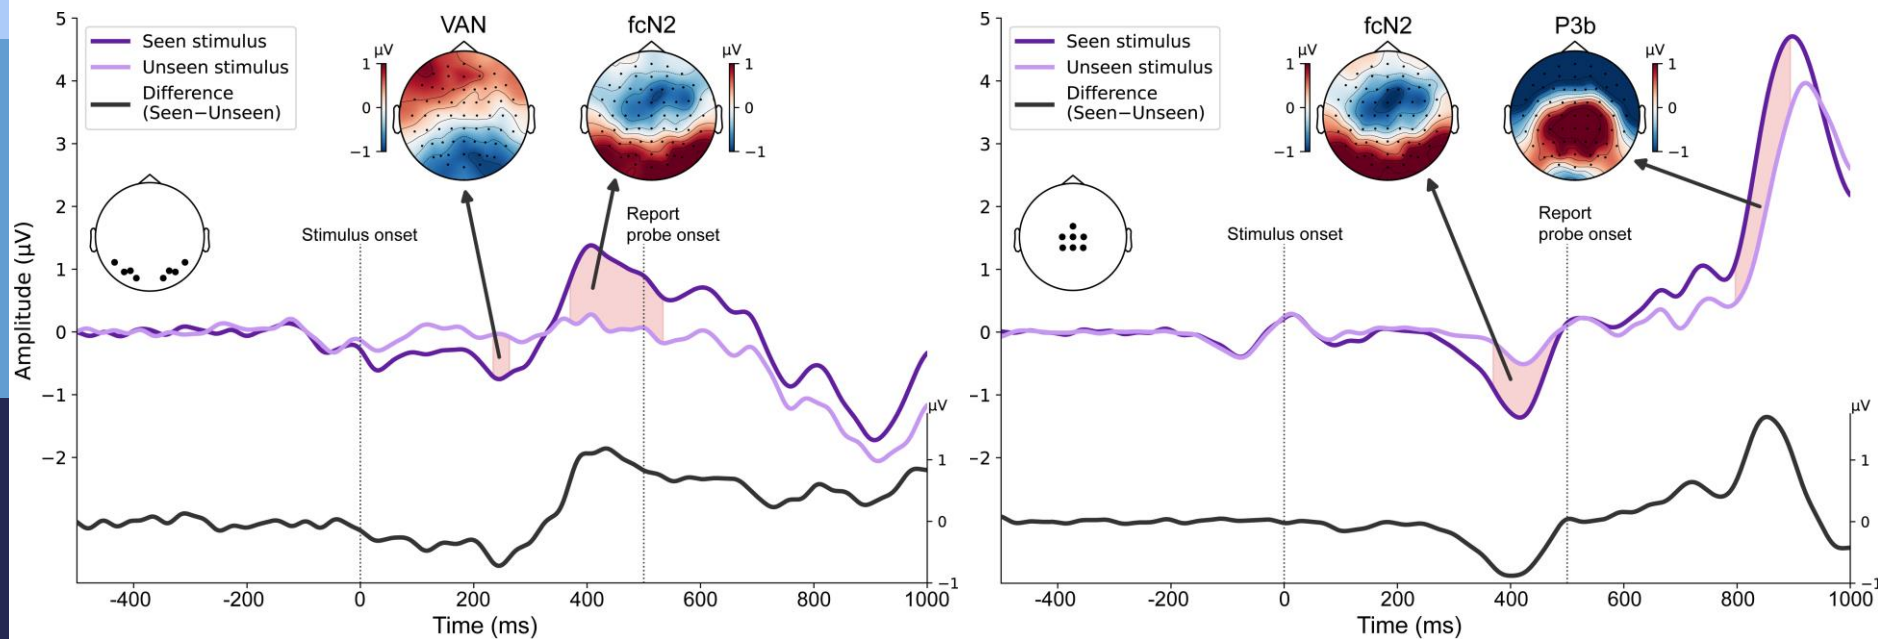 VAN
fcN2
Seen stimulus
Unseen stimulus
Difference
(Seen−Unseen)
µV
1
0
−1
µV
1
0
−1
5
4
3
2
1
0
−1
−2
Amplitude (µV)
Stimulus onset
Report
probe onset
µV
1
0
−1
-400
-200
0
200
400
600
800
1000
Time (ms)
fcN2
P3b
Seen stimulus
Unseen stimulus
Difference
(Seen−Unseen)
µV
1
0
−1
µV
1
0
−1
5
4
3
2
1
0
−1
−2
Stimulus onset
Report
probe onset
µV
1
0
−1
-400
-200
0
200
400
600
800
1000
Time (ms)